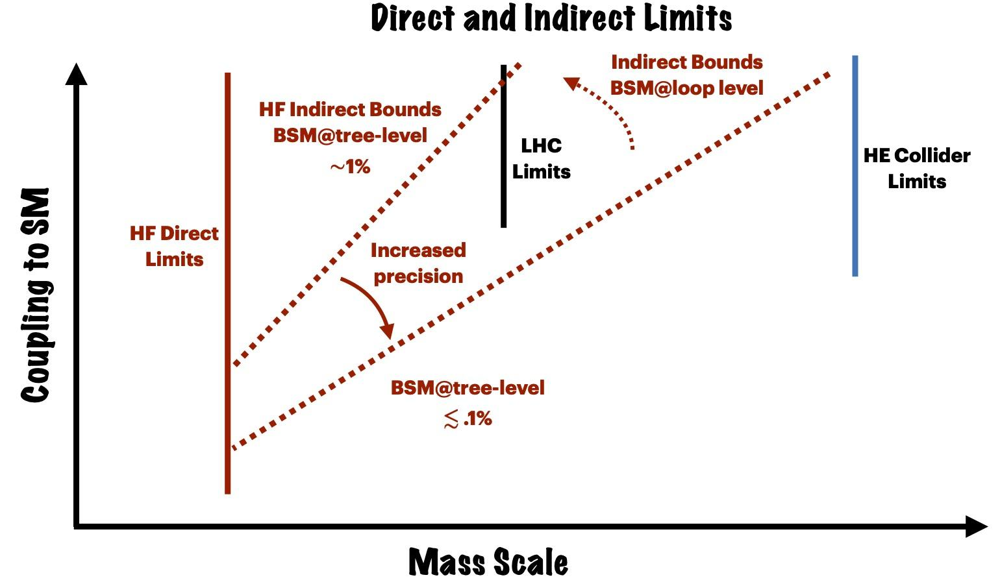 Direct and Indirect Limits
Indirect Bounds
BSM@loop level
HF Indirect Bounds
BSM@tree-level
~1%
LHC
Limits
HE Collider
Limits
HF Direct
Limits
Increased
precision
BSM@tree-level
≲ .1%
Coupling to SM
Mass Scale